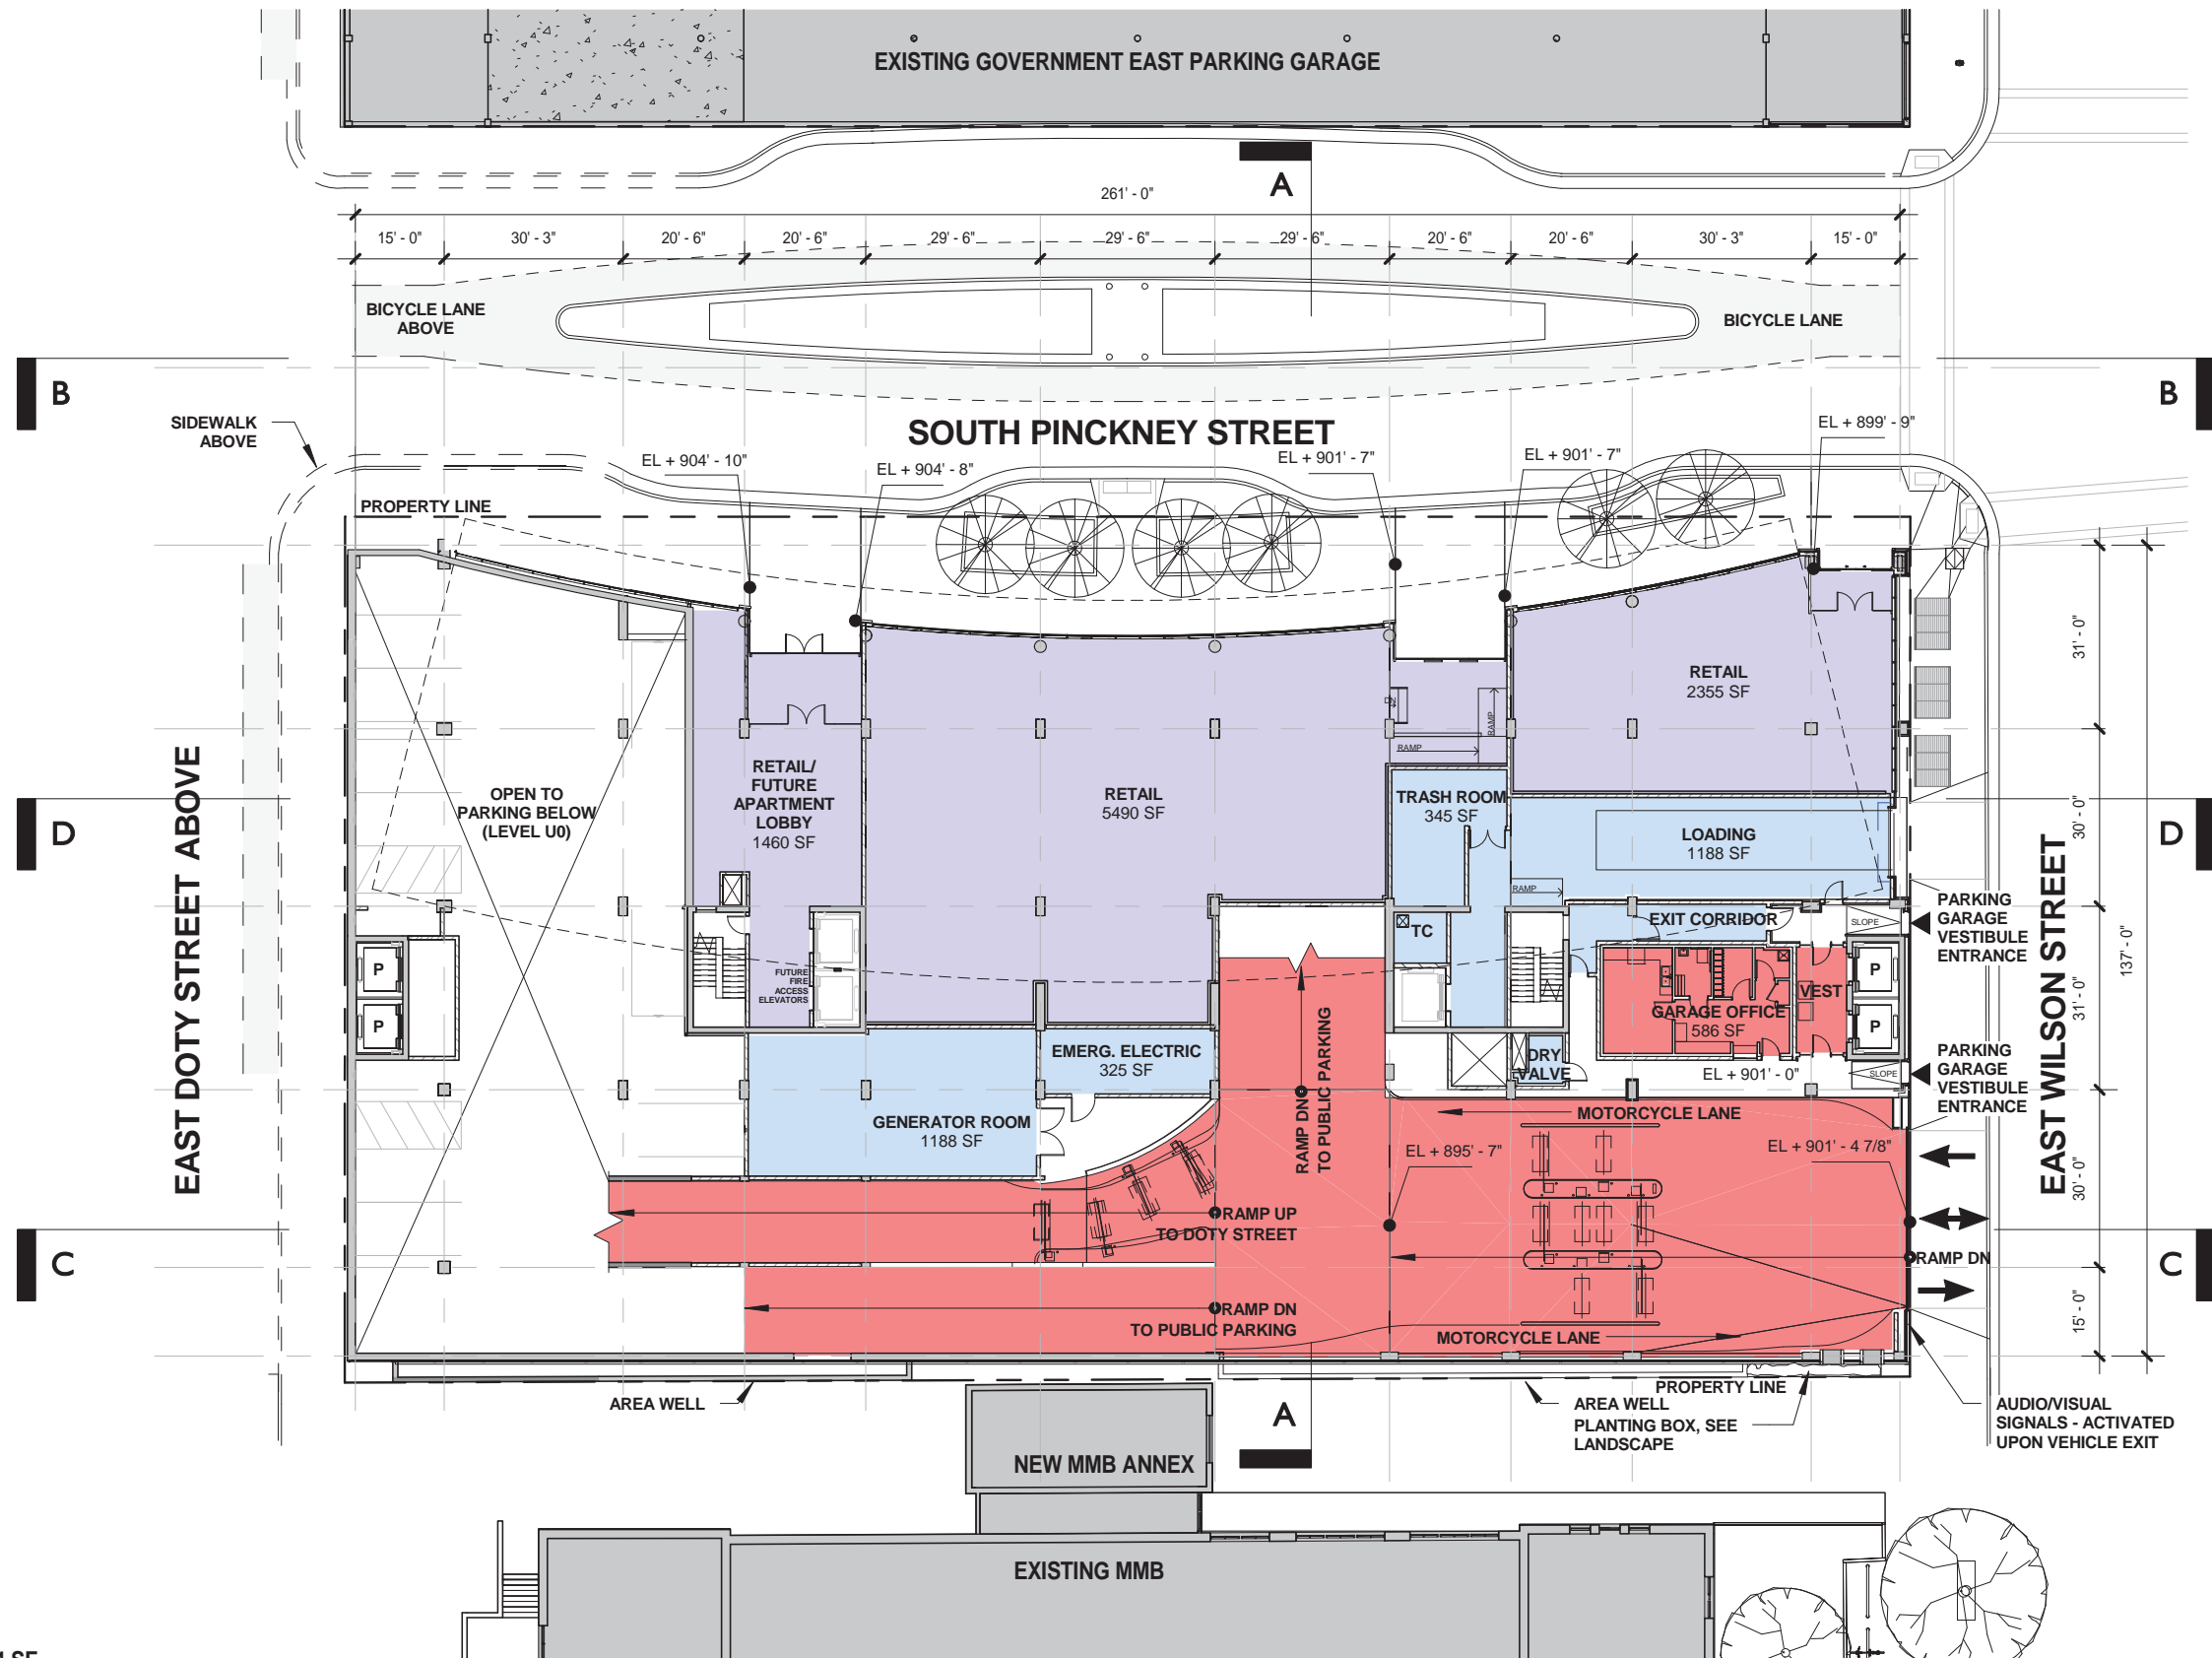 EXISTING GOVERNMENT EAST PARKING GARAGE
A
261' - 0"
15' - 0"
30' - 3"
20' - 6"
20' - 6"
29' - 6"
29' - 6"
29' - 6"
20' - 6"
20' - 6"
30' - 3"
15' - 0"
BICYCLE LANE
ABOVE
BICYCLE LANE
B
B
SIDEWALK
ABOVE
SOUTH PINCKNEY STREET
EL + 904' - 10"
EL + 904' - 8"
EL + 901' - 7"
EL + 901' - 7"
EL + 899' - 9"
PROPERTY LINE
31' - 0"
RETAIL
2355 SF
RAMP
RAMP
EAST DOTY STREET ABOVE
OPEN TO
PARKING BELOW
(LEVEL U0)
RETAIL/
FUTURE
APARTMENT
LOBBY
1460 SF
RETAIL
5490 SF
TRASH ROOM
345 SF
LOADING
1188 SF
30' - 0"
D
D
RAMP
EXIT CORRIDOR
SLOPE
PARKING
GARAGE
VESTIBULE
ENTRANCE
TC
P
P
FUTURE
FIRE
ACCESS
ELEVATORS
VEST
P
P
GARAGE OFFICE
586 SF
31' - 0"
137' - 0"
EAST WILSON STREET
EMERG. ELECTRIC
325 SF
DRY
VALVE
EL + 901' - 0"
SLOPE
PARKING
GARAGE
VESTIBULE
ENTRANCE
GENERATOR ROOM
1188 SF
RAMP DN
TO PUBLIC PARKING
MOTORCYCLE LANE
EL + 895' - 7"
EL + 901' - 4 7/8"
30' - 0"
RAMP UP
TO DOTY STREET
C
C
RAMP DN
RAMP DN
TO PUBLIC PARKING
MOTORCYCLE LANE
15' - 0"
AREA WELL
PROPERTY LINE
A
AREA WELL
PLANTING BOX, SEE
LANDSCAPE
AUDIO/VISUAL
SIGNALS - ACTIVATED
UPON VEHICLE EXIT
NEW MMB ANNEX
EXISTING MMB